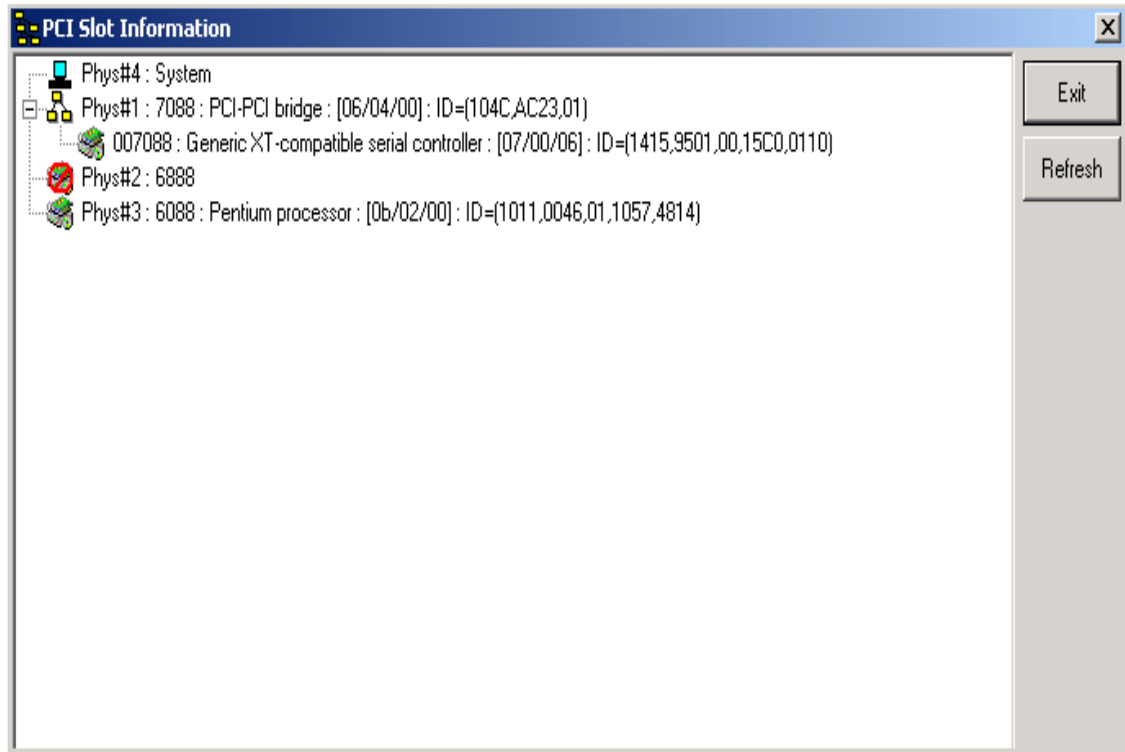 PCI Slot Information
Phys#4 : System
Phys#1 : 7088 : PCI-PCI bridge : [06/04/00] : ID=(104C,AC23,01)
007088 : Generic XT-compatible serial controller : [07/00/06] : ID=(1415,9501,00,15C0,0110)
Phys#2 : 6888
Phys#3 : 6088 : Pentium processor : [0b/02/00] : ID=(1011,0046,01,1057,4814)
Exit
Refresh